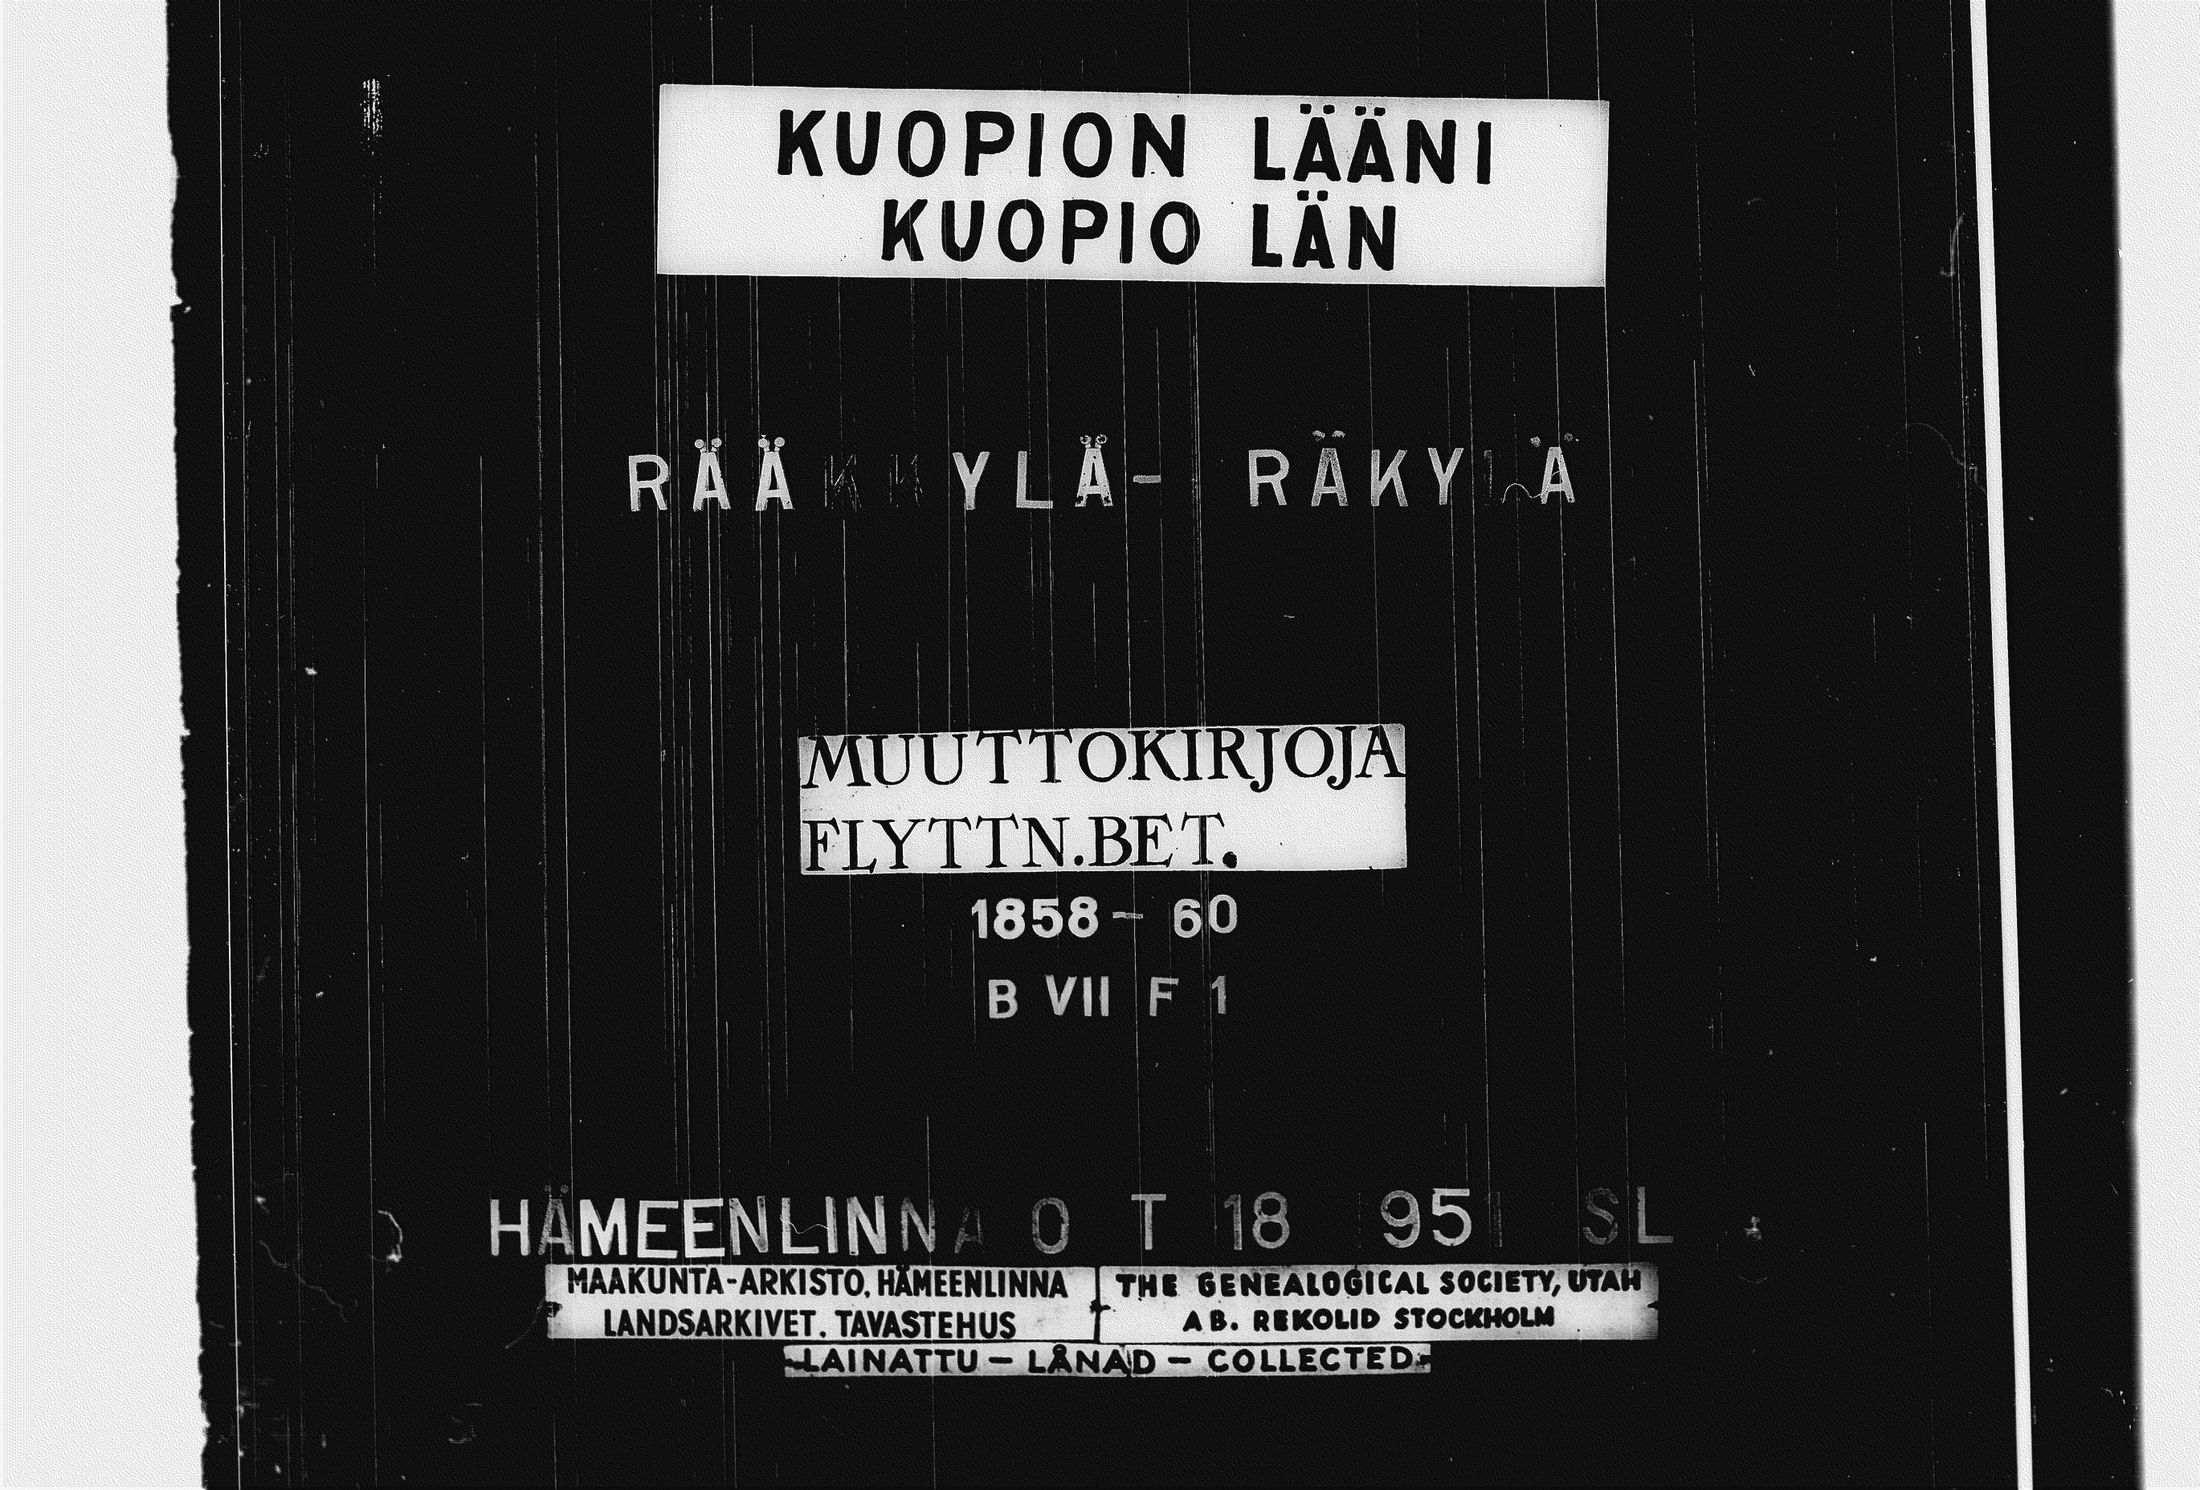 KUOPION LÄÄNI
KUOPIO LÄN
RÄÄKKYLÄ- RÄKYLÄ
MUUTTOKIRJOJA
FLYTTN.BET.
1858- 60
B VII F 1
HÄMEENLINNA O T 18 1951 SL
MAAKUNTA-ARKISTO, HÄMEENLINNA
LANDSARKIVET. TAVASTEHUS
THE GENEALOGICAL SOCIETY, UTAH
AB. REKOLID STOCKHOLM
LAINATTU - LÅNAD - COLLECTED